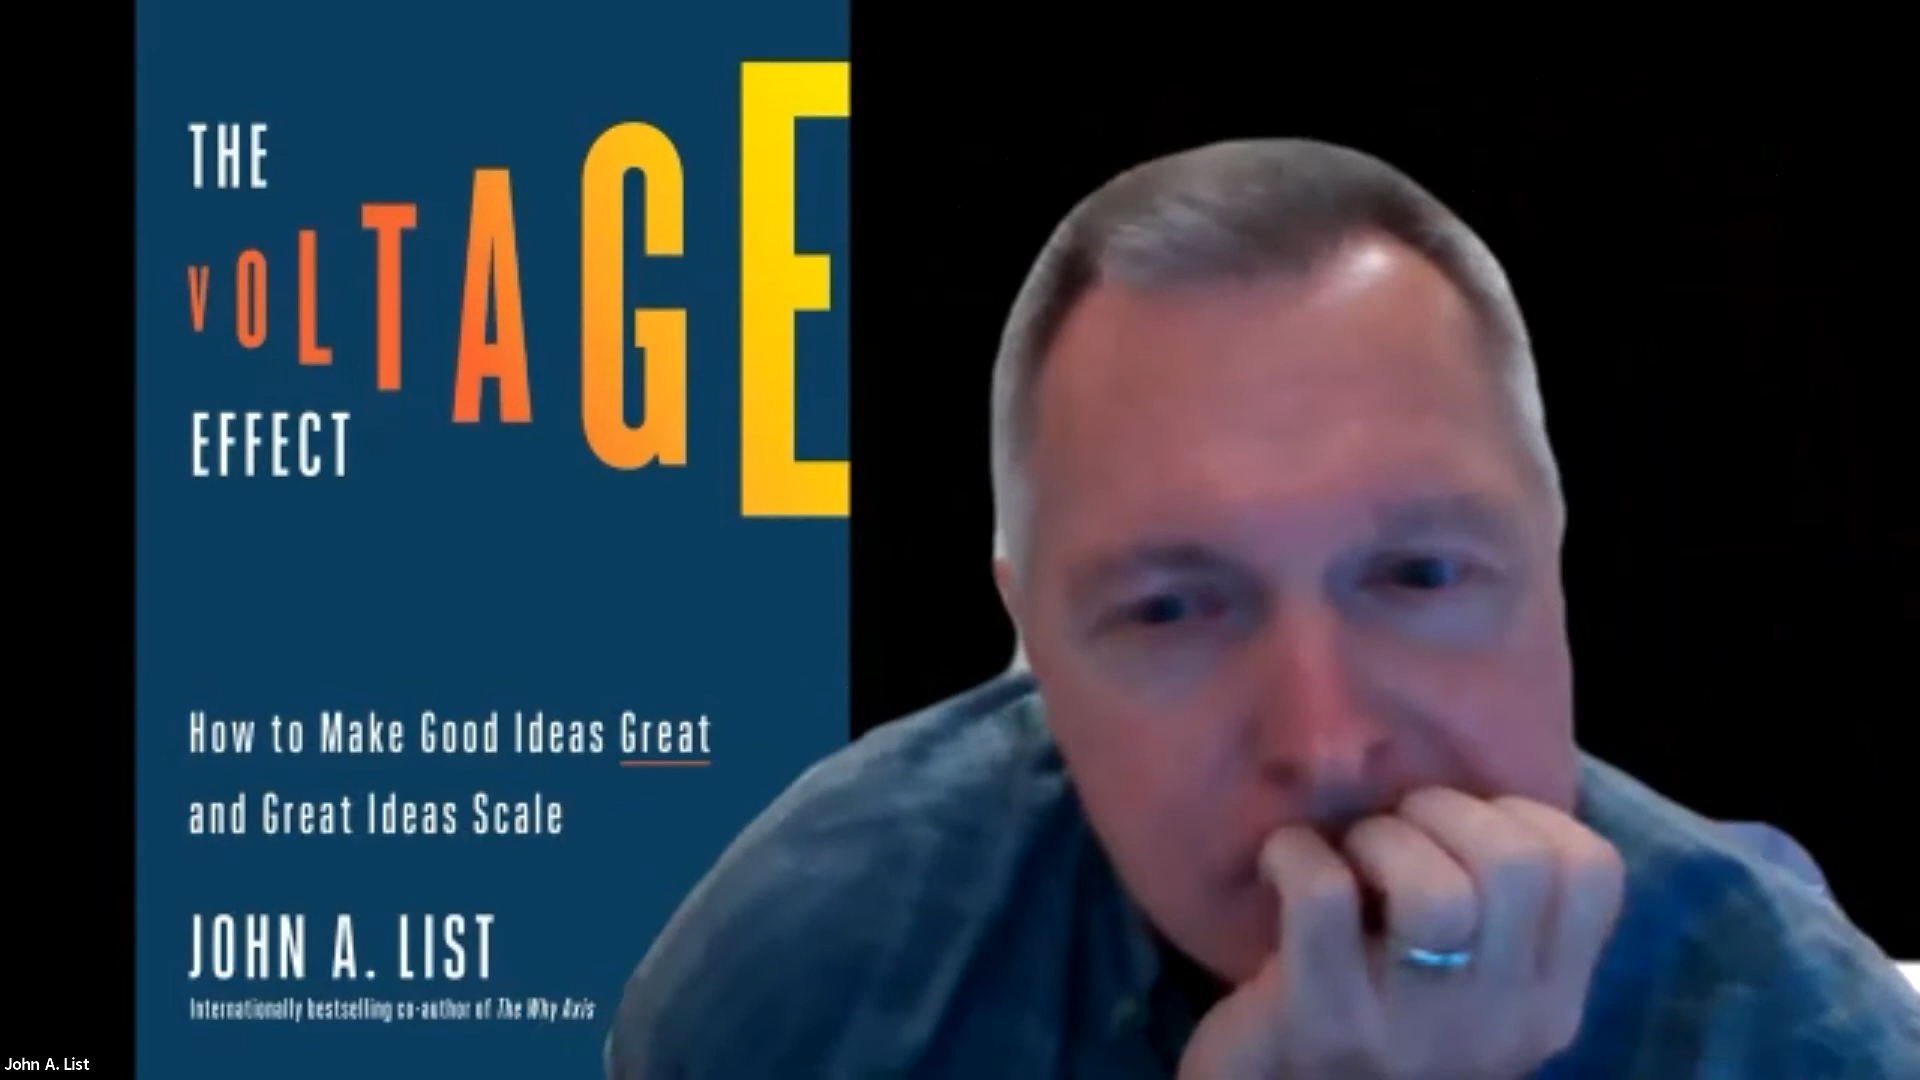 THE
VOLTAGE
EFFECT
How to Make Good Ideas Great
and Great Ideas Scale
JOHN A. LIST
Internationally bestselling co-author of The Why Axis
John A. List